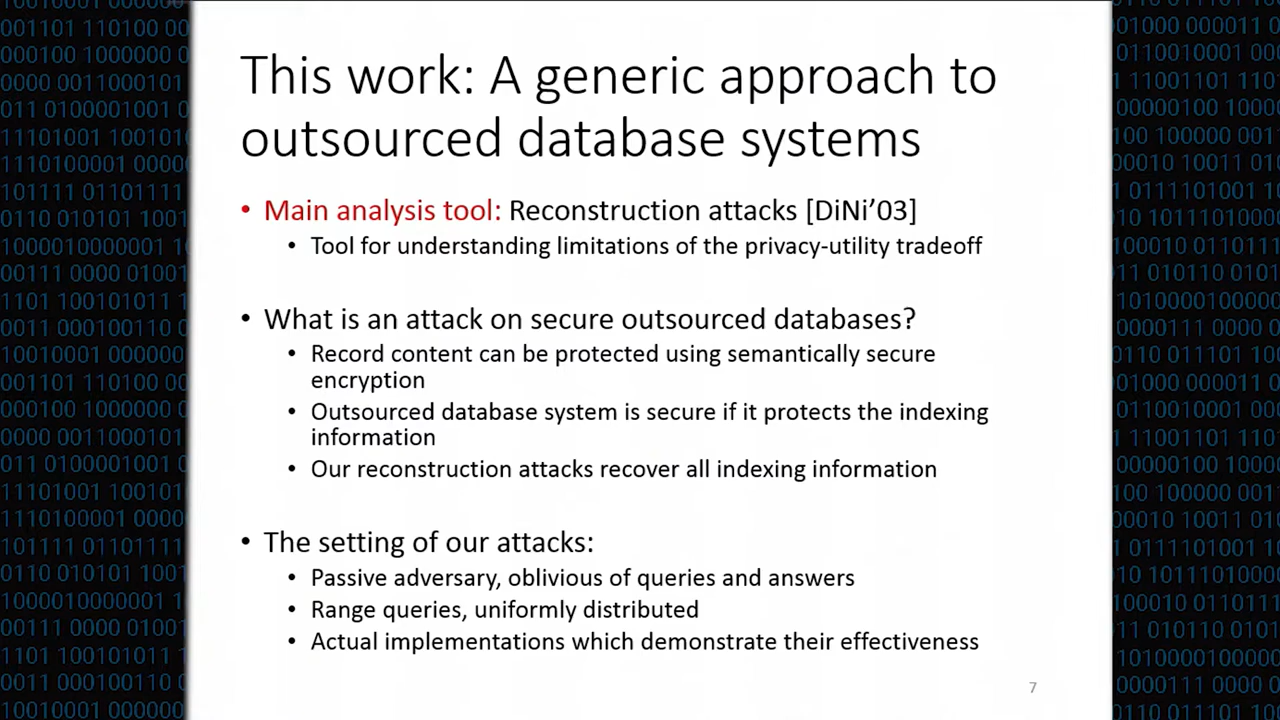 This work: A generic approach to
outsourced database systems
• Main analysis tool: Reconstruction attacks [DiNi’03]
• Tool for understanding limitations of the privacy-utility tradeoff
• What is an attack on secure outsourced databases?
• Record content can be protected using semantically secure
encryption
• Outsourced database system is secure if it protects the indexing
information
• Our reconstruction attacks recover all indexing information
• The setting of our attacks:
• Passive adversary, oblivious of queries and answers
• Range queries, uniformly distributed
• Actual implementations which demonstrate their effectiveness
7